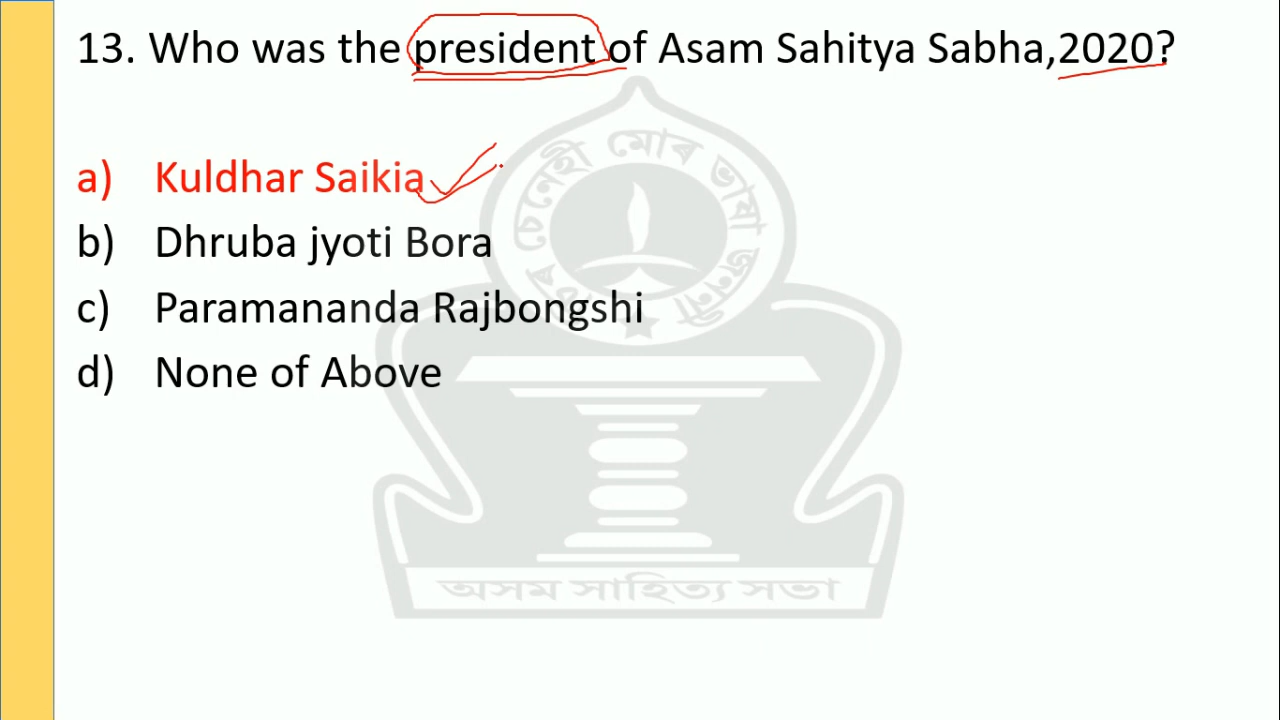 13. Who was the president of Asam Sahitya Sabha,2020?
চিৰ চেনেহী মোৰ ভাষা জননী
a) Kuldhar Saikia
b) Dhruba jyoti Bora
c) Paramananda Rajbongshi
d) None of Above
অসম সাহিত্য সভা